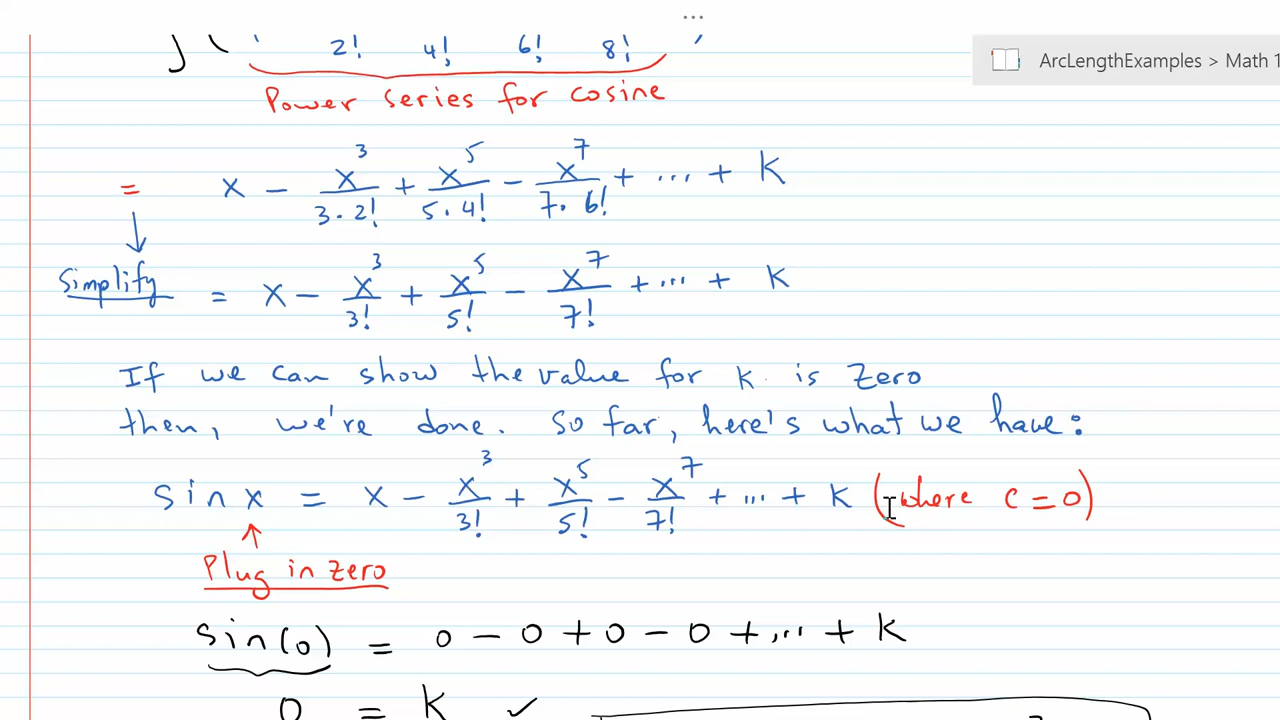 ...
∫( 2! 4! 6! 8! )
ArcLengthExamples > Math 1
Power series for cosine
= x - x^3/(3·2!) + x^5/(5·4!) - x^7/(7·6!) + ... + K
Simplify = x - x^3/3! + x^5/5! - x^7/7! + ... + K
If we can show the value for K. is Zero
then, we're done. So far, here's what we have:
sin x = x - x^3/3! + x^5/5! - x^7/7! + ... + K (where c = 0)
Plug in zero
sin(0) = 0 - 0 + 0 - 0 + ... + K
0 = K ✓